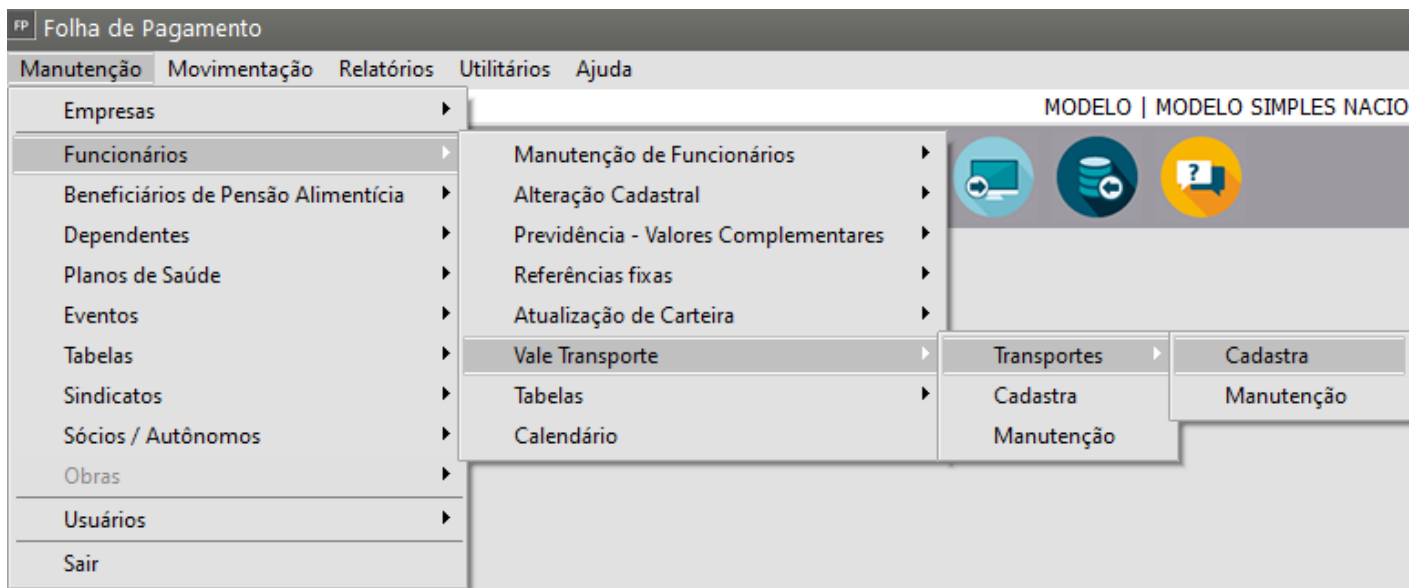 FP Folha de Pagamento
Manutenção Movimentação Relatórios Utilitários Ajuda
MODELO | MODELO SIMPLES NACIO
Empresas
Funcionários
Beneficiários de Pensão Alimentícia
Dependentes
Planos de Saúde
Eventos
Tabelas
Sindicatos
Sócios / Autônomos
Obras
Usuários
Sair
Manutenção de Funcionários
Alteração Cadastral
Previdência - Valores Complementares
Referências fixas
Atualização de Carteira
Vale Transporte
Tabelas
Calendário
Transportes
Cadastra
Manutenção
Cadastra
Manutenção
?